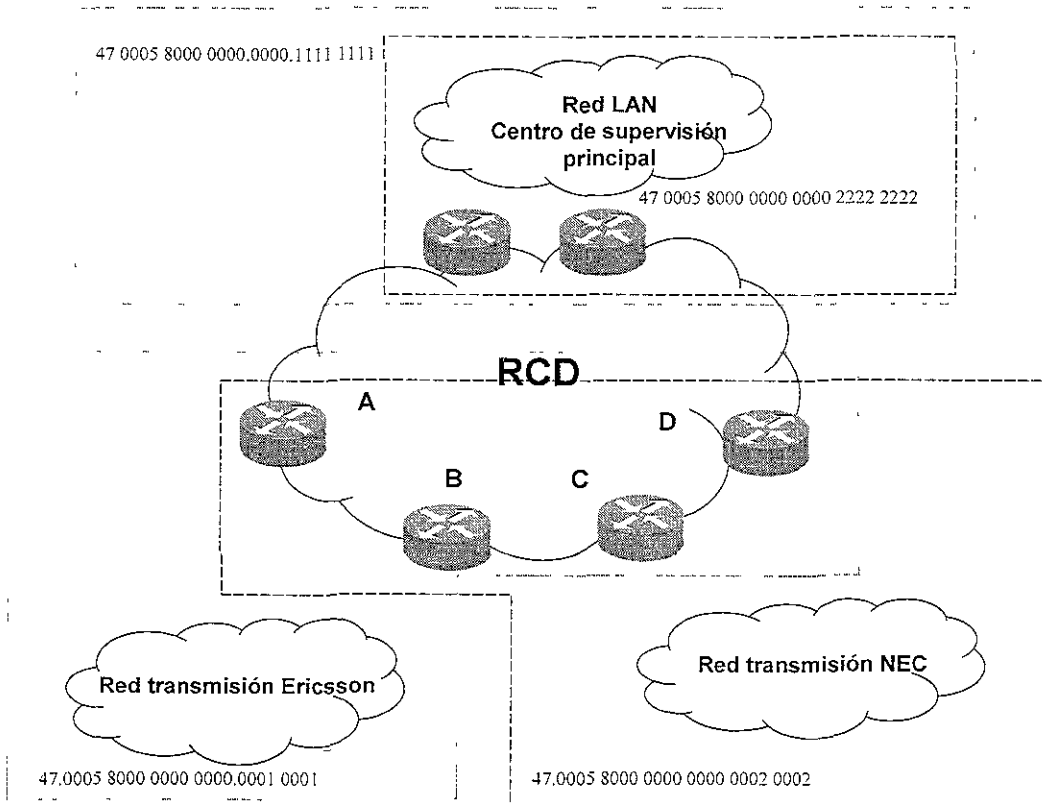 47 0005 8000 0000.0000.1111 1111
Red LAN
Centro de supervisión
principal
47 0005 8000 0000 0000 2222 2222
RCD
A
D
B
C
Red transmisión Ericsson
Red transmisión NEC
47.0005 8000 0000 0000.0001 0001
47.0005 8000 0000 0000 0002 0002